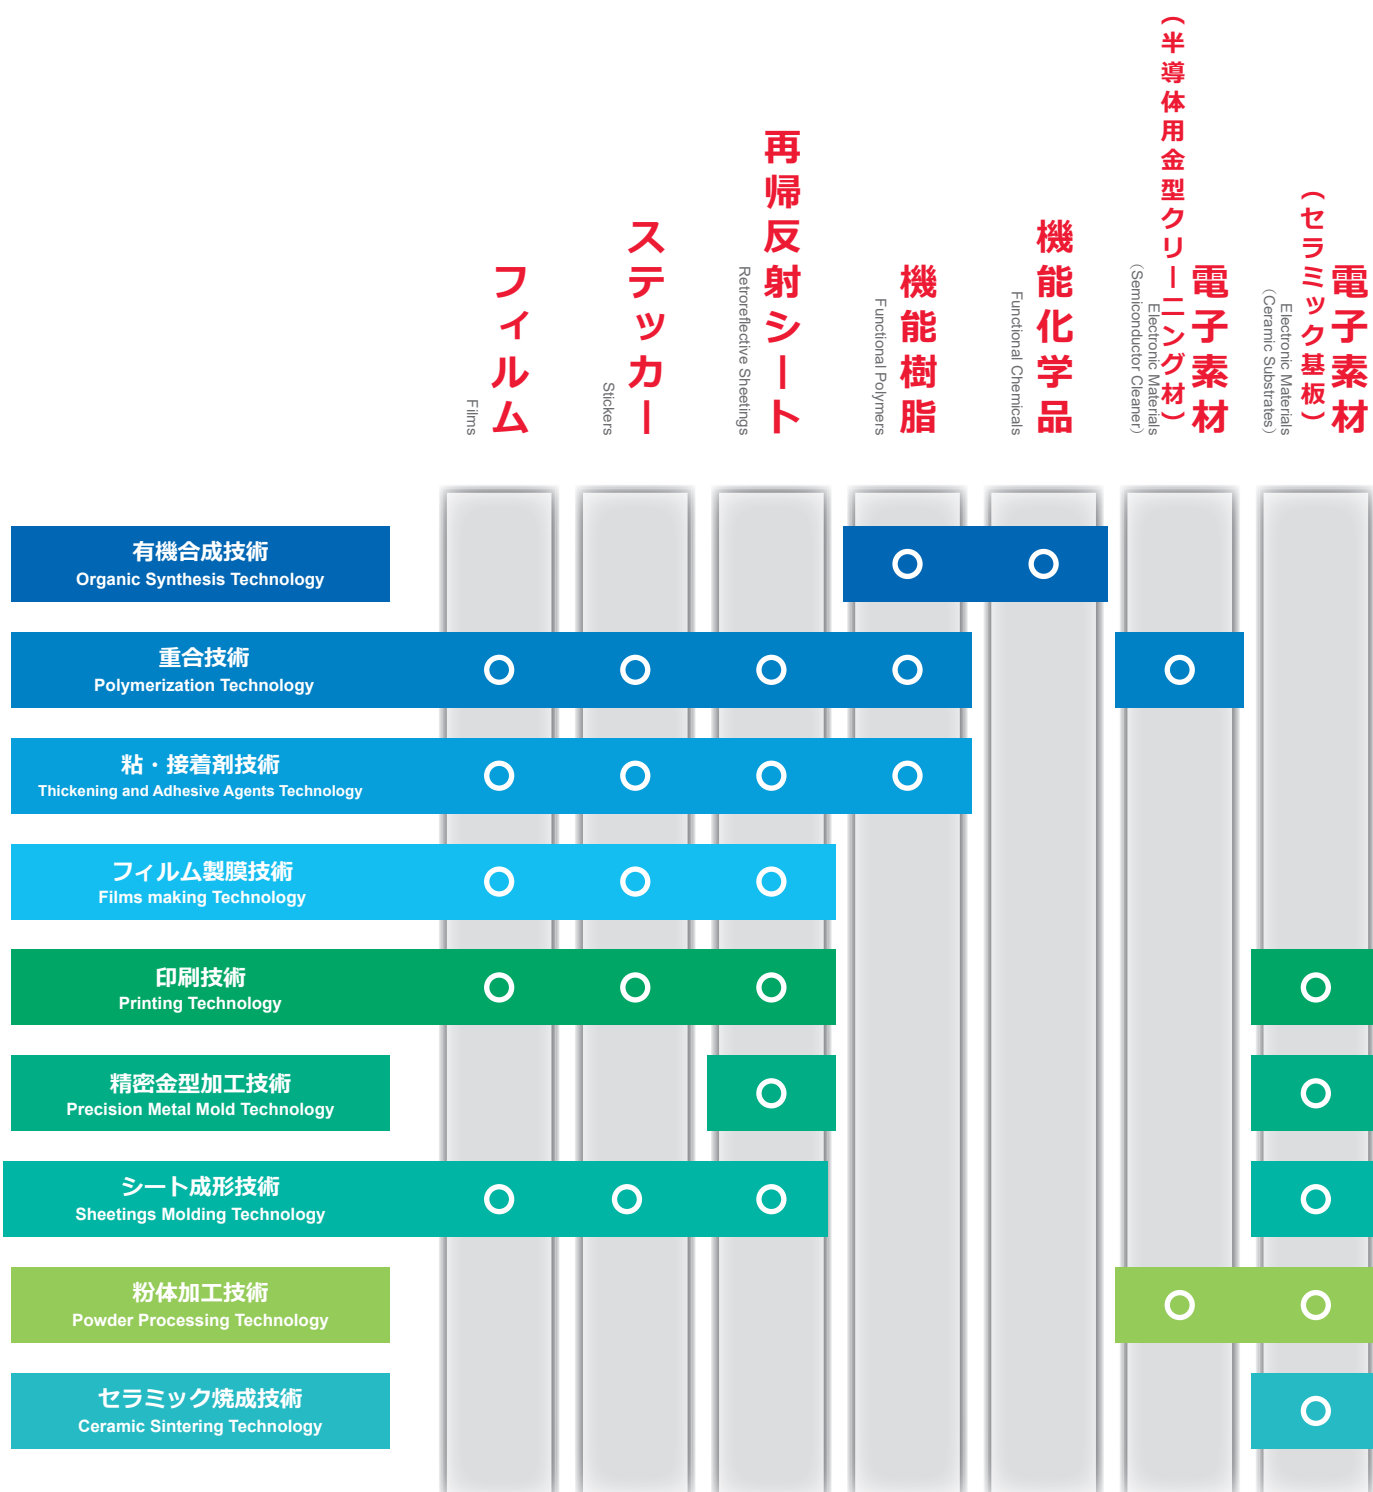 フィルム
Films
ステッカー
Stickers
再帰反射シート
Retroreflective Sheetings
機能樹脂
Functional Polymers
機能化学品
Functional Chemicals
電子素材
（半導体用金型クリーニング材）
Electronic Materials
（Semiconductor Cleaner）
電子素材
（セラミック基板）
Electronic Materials
（Ceramic Substrates）
有機合成技術
Organic Synthesis Technology
重合技術
Polymerization Technology
粘・接着剤技術
Thickening and Adhesive Agents Technology
フィルム製膜技術
Films making Technology
印刷技術
Printing Technology
精密金型加工技術
Precision Metal Mold Technology
シート成形技術
Sheetings Molding Technology
粉体加工技術
Powder Processing Technology
セラミック焼成技術
Ceramic Sintering Technology